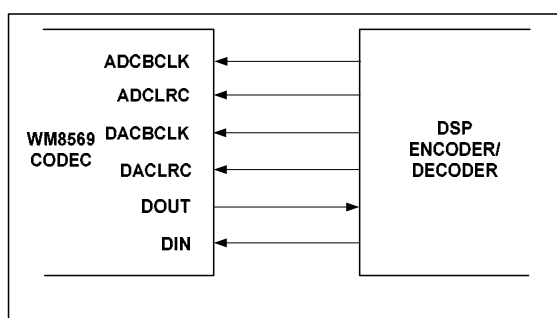 ADCBCLK
ADCLRC
WM8569
CODEC
DACBCLK
DACLRC
DOUT
DIN
DSP
ENCODER/
DECODER